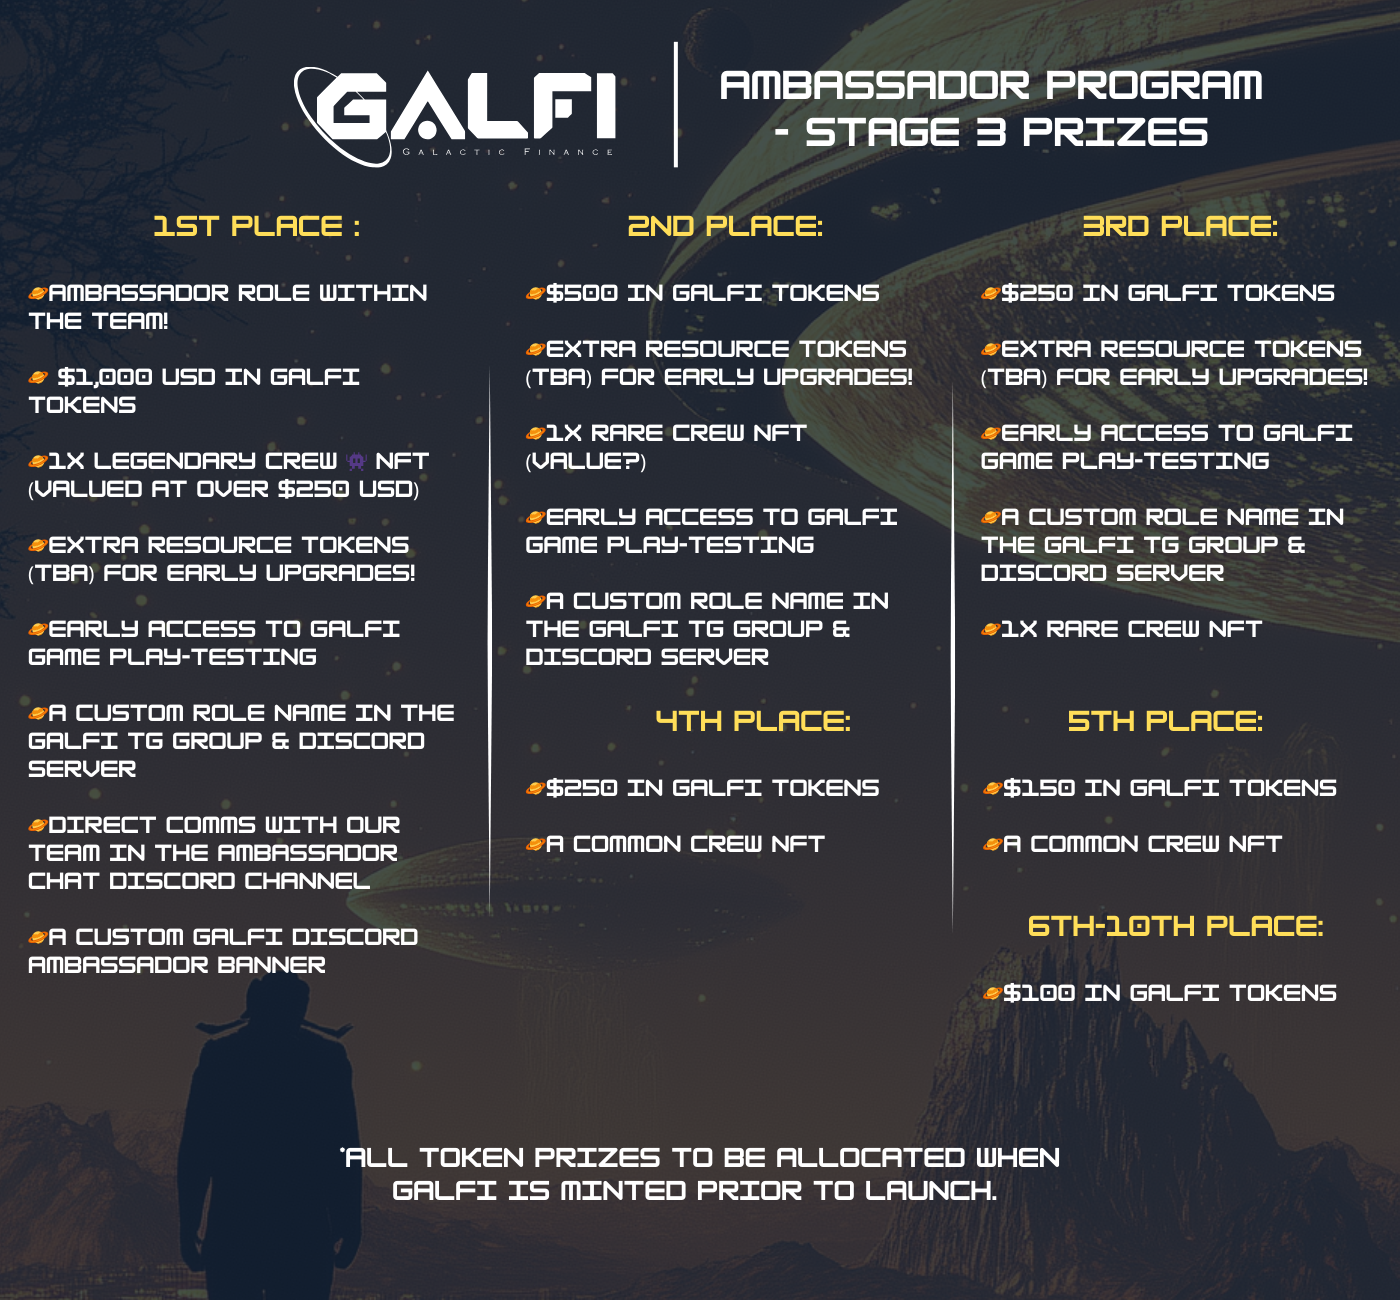 GALFI
GALACTIC FINANCE
AMBASSADOR PROGRAM
- STAGE 3 PRIZES
1ST PLACE :
🪐AMBASSADOR ROLE WITHIN
THE TEAM!
🪐 $1,000 USD IN GALFI
TOKENS
🪐1X LEGENDARY CREW 👾 NFT
(VALUED AT OVER $250 USD)
🪐EXTRA RESOURCE TOKENS
(TBA) FOR EARLY UPGRADES!
🪐EARLY ACCESS TO GALFI
GAME PLAY-TESTING
🪐A CUSTOM ROLE NAME IN THE
GALFI TG GROUP & DISCORD
SERVER
🪐DIRECT COMMS WITH OUR
TEAM IN THE AMBASSADOR
CHAT DISCORD CHANNEL
🪐A CUSTOM GALFI DISCORD
AMBASSADOR BANNER
2ND PLACE:
🪐$500 IN GALFI TOKENS
🪐EXTRA RESOURCE TOKENS
(TBA) FOR EARLY UPGRADES!
🪐1X RARE CREW NFT
(VALUE?)
🪐EARLY ACCESS TO GALFI
GAME PLAY-TESTING
🪐A CUSTOM ROLE NAME IN
THE GALFI TG GROUP &
DISCORD SERVER
4TH PLACE:
🪐$250 IN GALFI TOKENS
🪐A COMMON CREW NFT
3RD PLACE:
🪐$250 IN GALFI TOKENS
🪐EXTRA RESOURCE TOKENS
(TBA) FOR EARLY UPGRADES!
🪐EARLY ACCESS TO GALFI
GAME PLAY-TESTING
🪐A CUSTOM ROLE NAME IN
THE GALFI TG GROUP &
DISCORD SERVER
🪐1X RARE CREW NFT
5TH PLACE:
🪐$150 IN GALFI TOKENS
🪐A COMMON CREW NFT
6TH-10TH PLACE:
🪐$100 IN GALFI TOKENS
*ALL TOKEN PRIZES TO BE ALLOCATED WHEN
GALFI IS MINTED PRIOR TO LAUNCH.